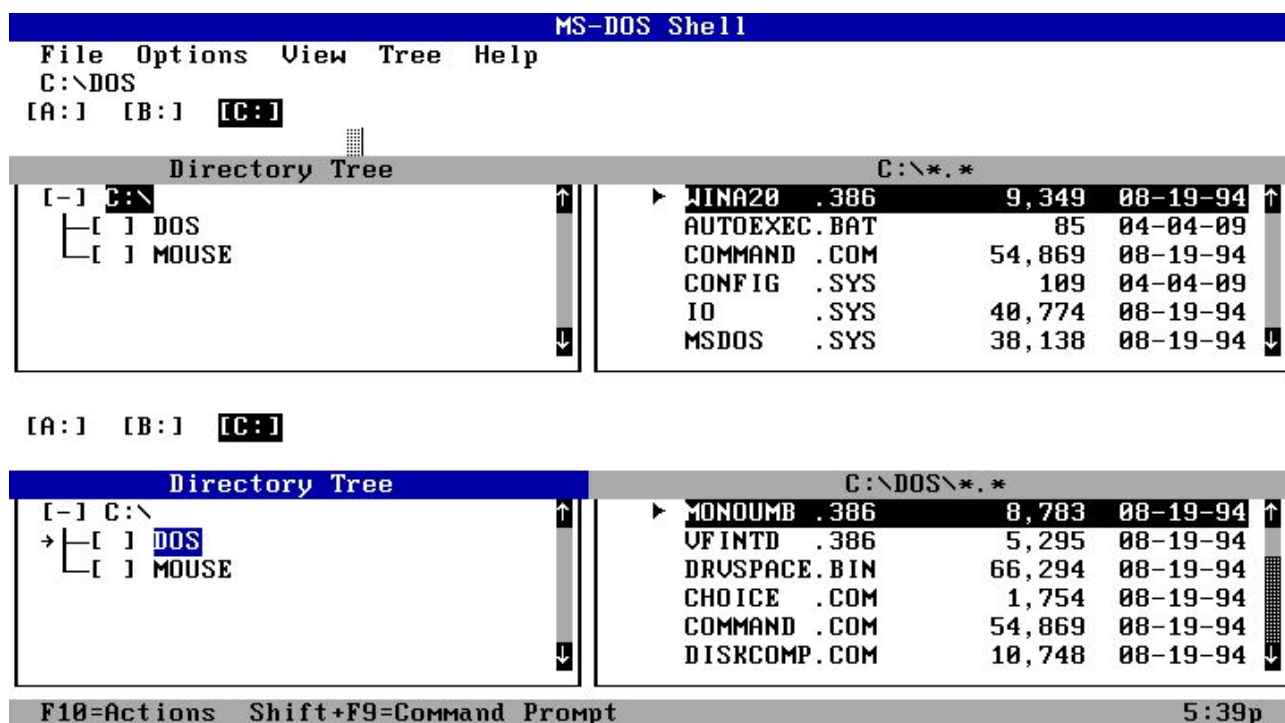 MS-DOS Shell
File Options View Tree Help
C:\DOS
[A:] [B:] [C:]
Directory Tree C:\*.*
[-] C:\ WINA20 .386 9,349 08-19-94
[ ] DOS AUTOEXEC.BAT 85 04-04-09
[ ] MOUSE COMMAND .COM 54,869 08-19-94
CONFIG .SYS 109 04-04-09
IO .SYS 40,774 08-19-94
MSDOS .SYS 38,138 08-19-94
[A:] [B:] [C:]
Directory Tree C:\DOS\*.*
[-] C:\ MONOUMB .386 8,783 08-19-94
[ ] DOS VFINTD .386 5,295 08-19-94
[ ] MOUSE DRVSPACE.BIN 66,294 08-19-94
CHOICE .COM 1,754 08-19-94
COMMAND .COM 54,869 08-19-94
DISKCOMP.COM 10,748 08-19-94
F10=Actions Shift+F9=Command Prompt 5:39p